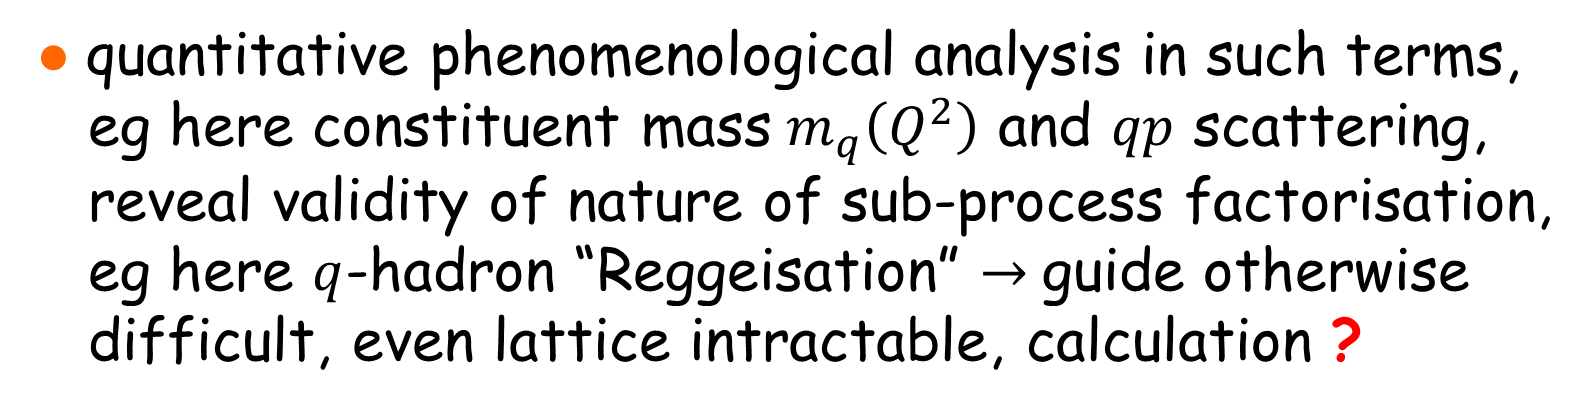 • quantitative phenomenological analysis in such terms,
eg here constituent mass m_q(Q²) and qp scattering,
reveal validity of nature of sub-process factorisation,
eg here q-hadron “Reggeisation” → guide otherwise
difficult, even lattice intractable, calculation ?